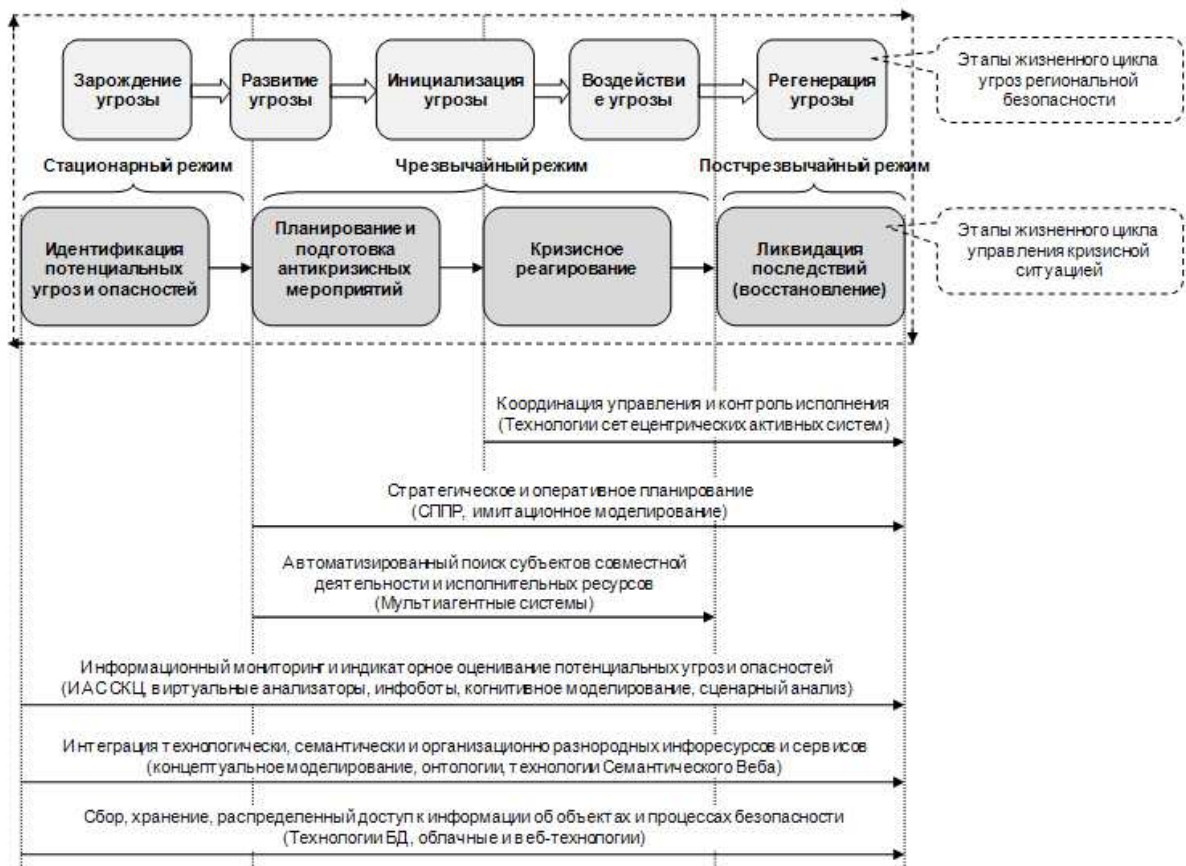 Зарождение
угрозы
Развитие
угрозы
Инициализация
угрозы
Воздействи
е угрозы
Регенерация
угрозы
Этапы жизненного цикла
угроз региональной
безопасности
Стационарный режим
Чрезвычайный режим
Постчрезвычайный режим
Идентификация
потенциальных
угроз и опасностей
Планирование и
подготовка
антикризисных
мероприятий
Кризисное
реагирование
Ликвидация
последствий
(восстановление)
Этапы жизненного цикла
управления кризисной
ситуацией
Координация управления и контроль исполнения
(Технологии сетецентрических активных систем)
Стратегическое и оперативное планирование
(СППР, имитационное моделирование)
Автоматизированный поиск субъектов совместной
деятельности и исполнительных ресурсов
(Мультиагентные системы)
Информационный мониторинг и индикаторное оценивание потенциальных угроз и опасностей
(ИАС СКЦ, виртуальные анализаторы, инфоботы, когнитивное моделирование, сценарный анализ)
Интеграция технологически, семантически и организационно разнородных инфоресурсов и сервисов
(концептуальное моделирование, онтологии, технологии Семантического Веба)
Сбор, хранение, распределенный доступ к информации об объектах и процессах безопасности
(Технологии БД, облачные и веб-технологии)